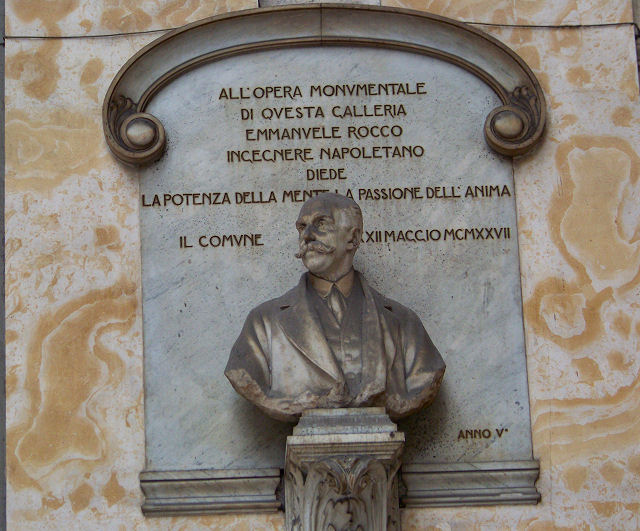 ALL'OPERA MONVMENTALE
DI QVESTA GALLERIA
EMMANVELE ROCCO
INGEGNERE NAPOLETANO
DIEDE
LA POTENZA DELLA MENTE LA PASSIONE DELL'ANIMA
IL COMVNE XXII MAGGIO MCMXXVII
ANNO V°